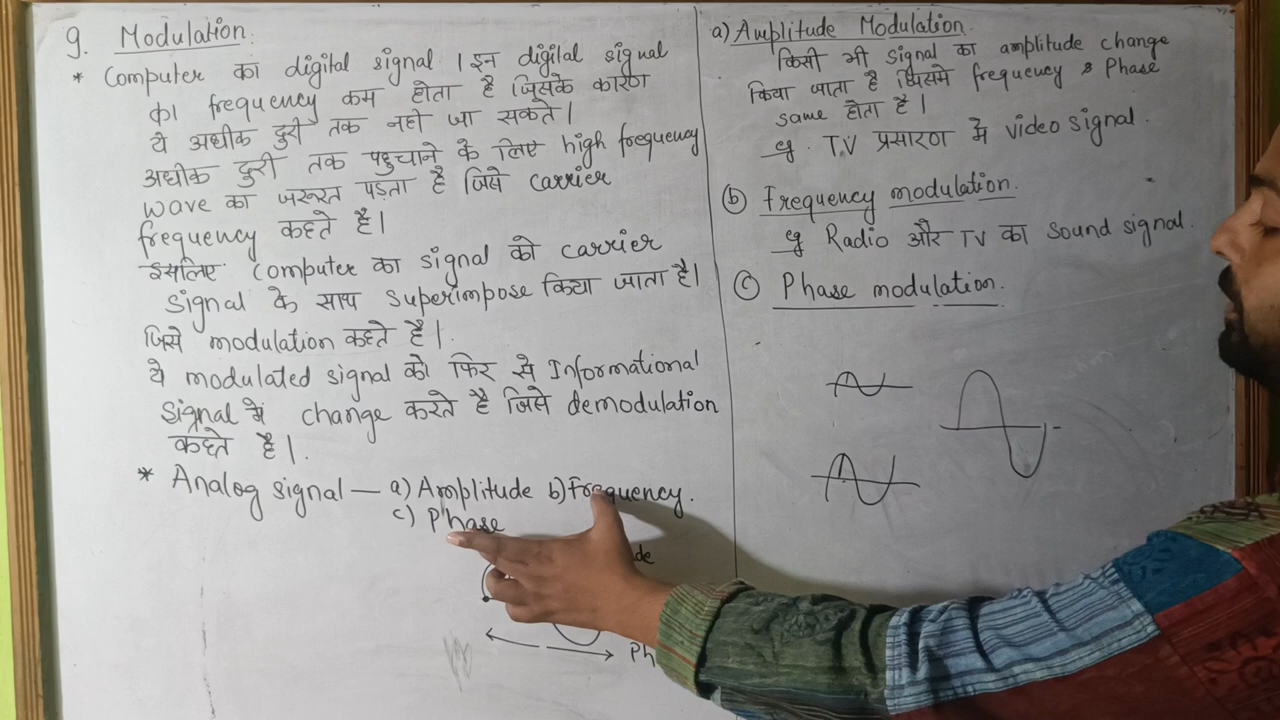 9. Modulation:
* Computer का digital signal । इन digital signal
का frequency कम होता है जिसके कारण
ये अधीक दुरी तक नही जा सकते।
अधीक दुरी तक पहुचाने के लिए high frequency
wave का जरूरत पड़ता है जिसे carrier
frequency कहते है।
इसलिए computer का signal को carrier
signal के साथ superimpose किया जाता है।
जिसे modulation कहते है।.
ये modulated signal को फिर से Informational
signal में change करते है जिसे demodulation
कहते है।.
* Analog signal — a) Amplitude b) Frequency.
c) Phase
de
Ph
a) Amplitude Modulation.
किसी भी signal का amplitude change
किया जाता है जिसमे frequency & Phase
same होता है।
eg. T.V प्रसारण मे video signal.
(b) Frequency modulation.
eg Radio और TV का sound signal.
(c) Phase modulation.